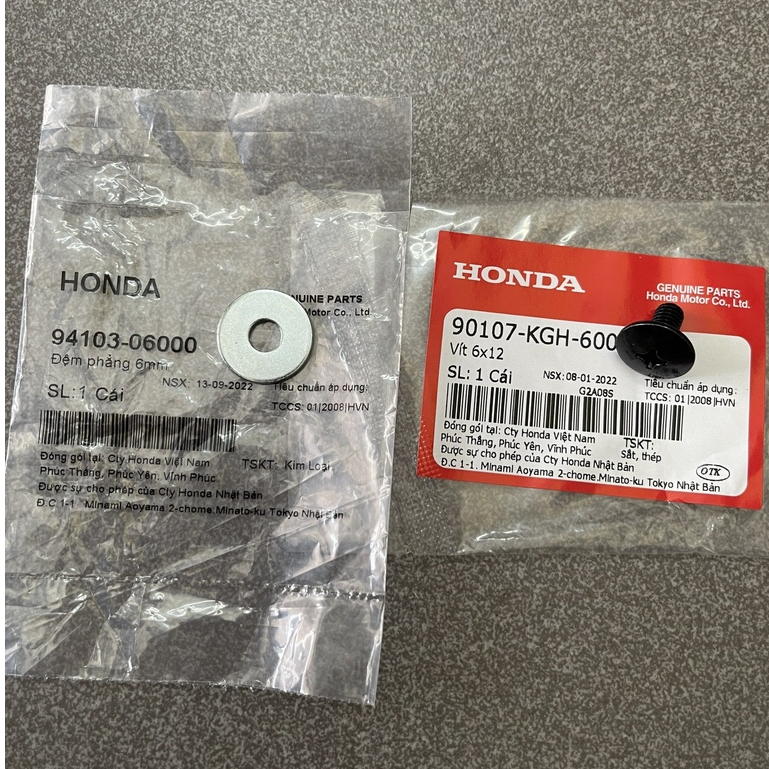 HONDA
GENUINE PARTS
Motor Co., Ltd.
94103-06000
Đệm phẳng 6mm
NSX: 13-09-2022
Tiêu chuẩn áp dụng:
SL:1 Cái
TCCS: 01|2008|HVN
Đóng gói tại: Cty Honda Việt Nam
TSKT: Kim Loại
Phúc Thắng, Phúc Yên, Vĩnh Phúc
Được sự cho phép của Cty Honda Nhật Bản
Đ.C 1-1 Minami Aoyama 2-chome.Minato-ku Tokyo Nhật Bản
HONDA
GENUINE PARTS
Honda Motor Co., Ltd.
90107-KGH-600
Vít 6x12
SL: 1 Cái
NSX: 08-01-2022
Tiêu chuẩn áp dụng:
G2A08S
TCCS: 01|2008|HVN
Đóng gói tại: Cty Honda Việt Nam
TSKT:
Phúc Thắng, Phúc Yên, Vĩnh Phúc
Sắt, thép
Được sự cho phép của Cty Honda Nhật Bản
Đ.C 1-1. Minami Aoyama 2-chome.Minato-ku Tokyo Nhật Bản
OTK